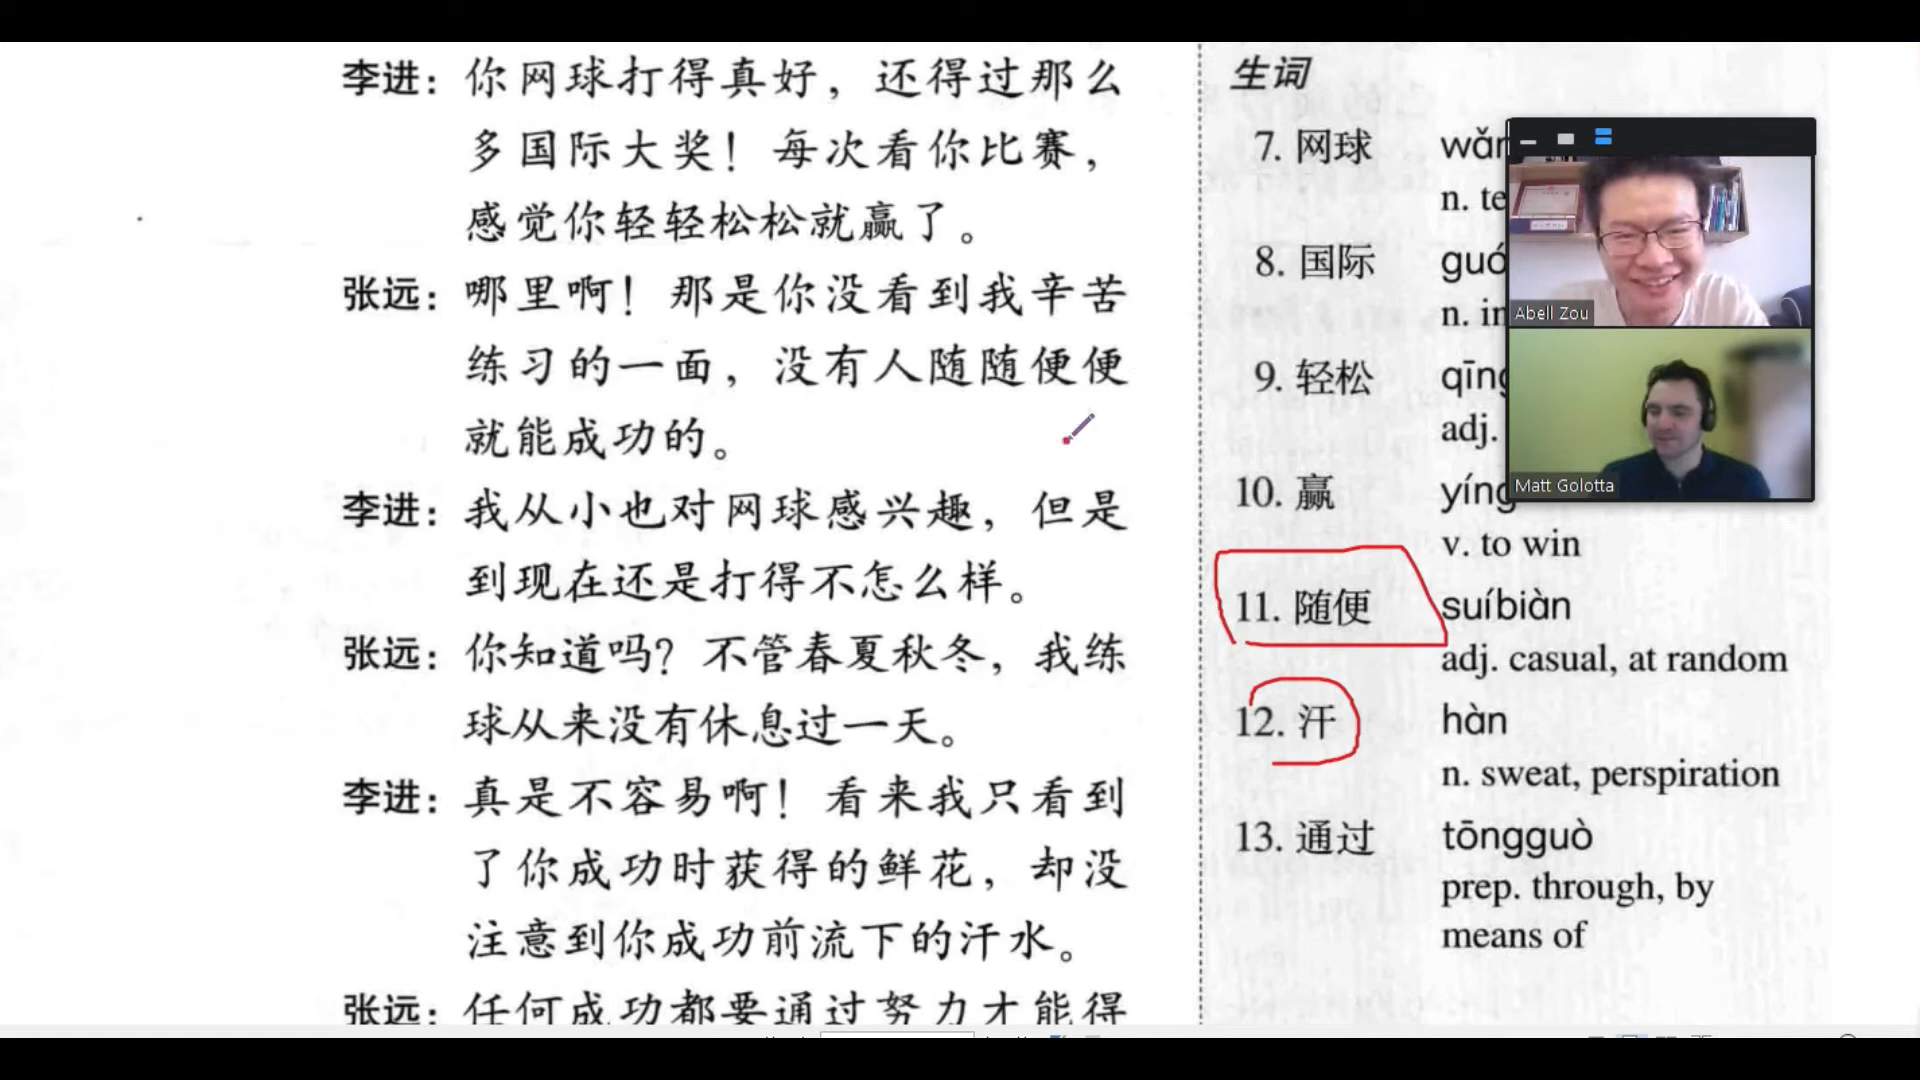 李进：你网球打得真好，还得过那么
多国际大奖！每次看你比赛，
感觉你轻轻松松就赢了。
张远：哪里啊！那是你没看到我辛苦
练习的一面，没有人随随便便
就能成功的。
李进：我从小也对网球感兴趣，但是
到现在还是打得不怎么样。
张远：你知道吗？不管春夏秋冬，我练
球从来没有休息过一天。
李进：真是不容易啊！看来我只看到
了你成功时获得的鲜花，却没
注意到你成功前流下的汗水。
张远：任何成功都要通过努力才能得
生词
7. 网球
n.
8. 国际
n.
9. 轻松
adj.
10. 赢 yíng
v. to win
11. 随便 suíbiàn
adj. casual, at random
12. 汗 hàn
n. sweat, perspiration
13. 通过 tōngguò
prep. through, by
means of
Abell Zou
Matt Golotta